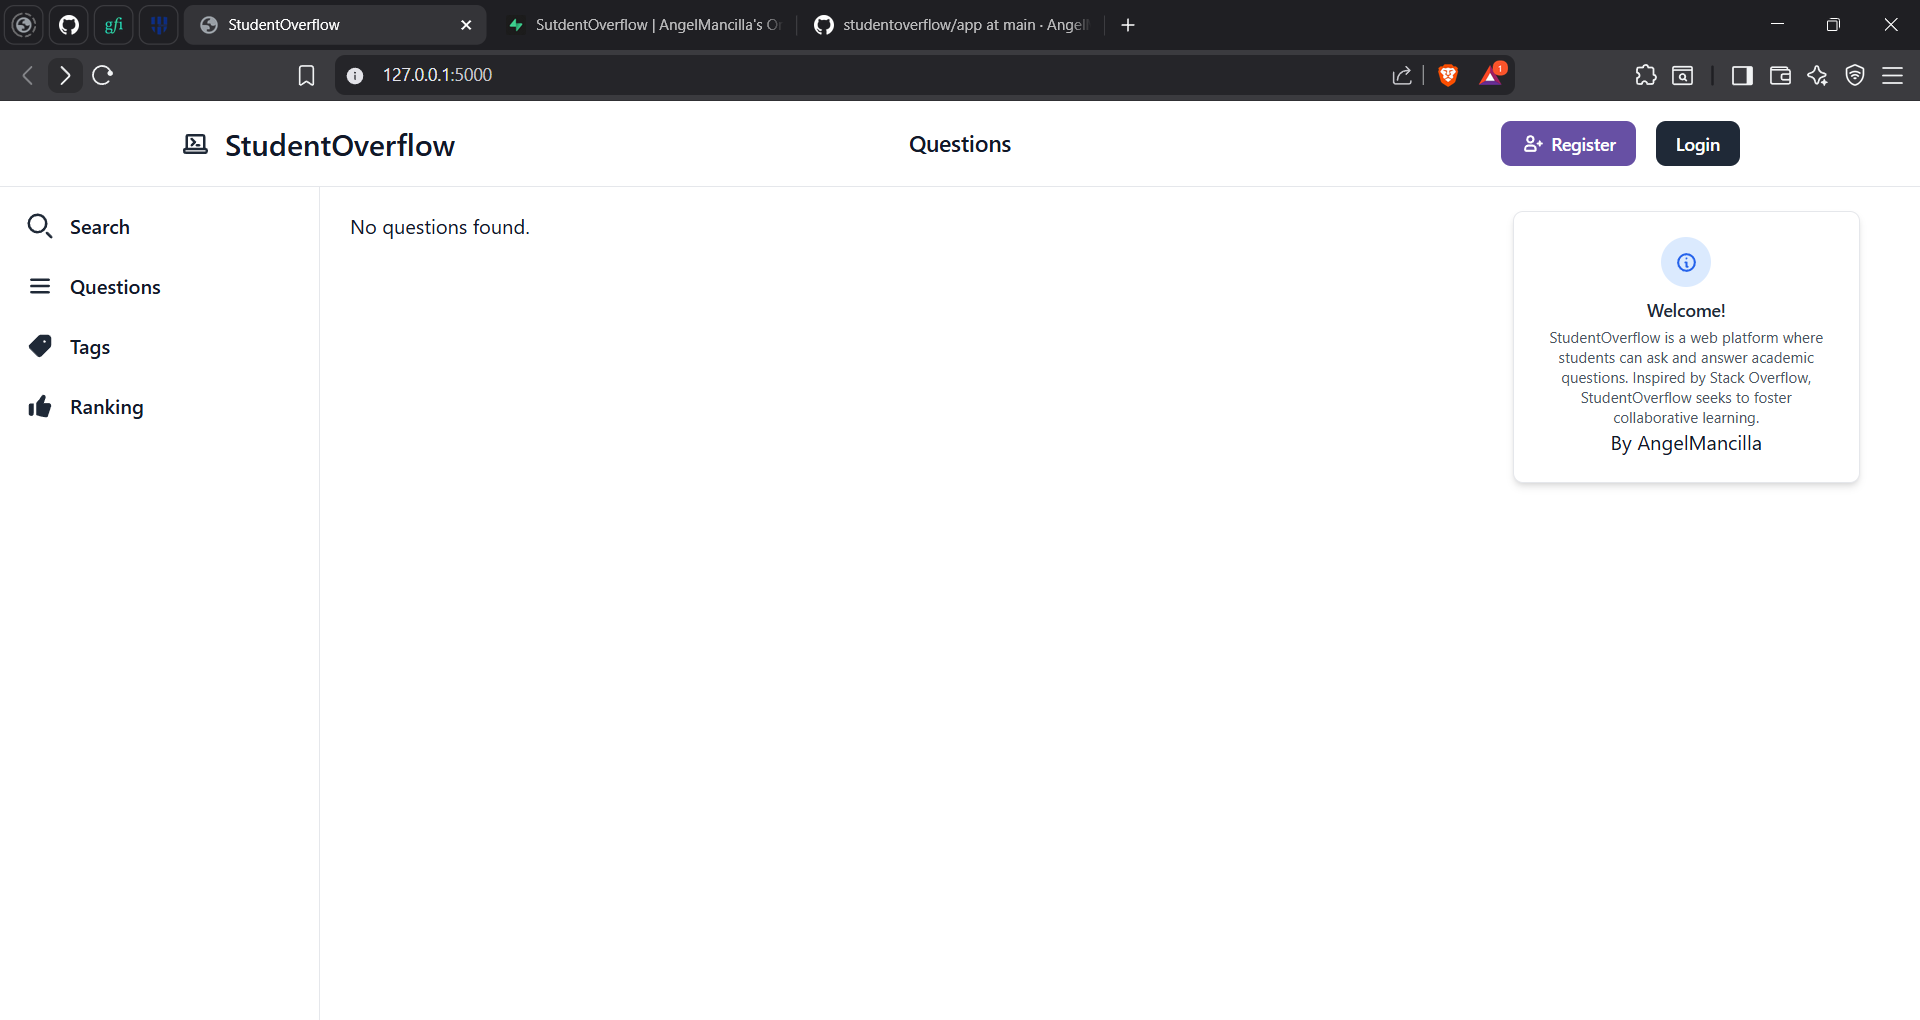 gfi
StudentOverflow
SutdentOverflow | AngelMancilla's O
studentoverflow/app at main · Angel
127.0.0.1:5000
1
StudentOverflow
Questions
Register
Login
Search
Questions
Tags
Ranking
No questions found.
Welcome!
StudentOverflow is a web platform where
students can ask and answer academic
questions. Inspired by Stack Overflow,
StudentOverflow seeks to foster
collaborative learning.
By AngelMancilla